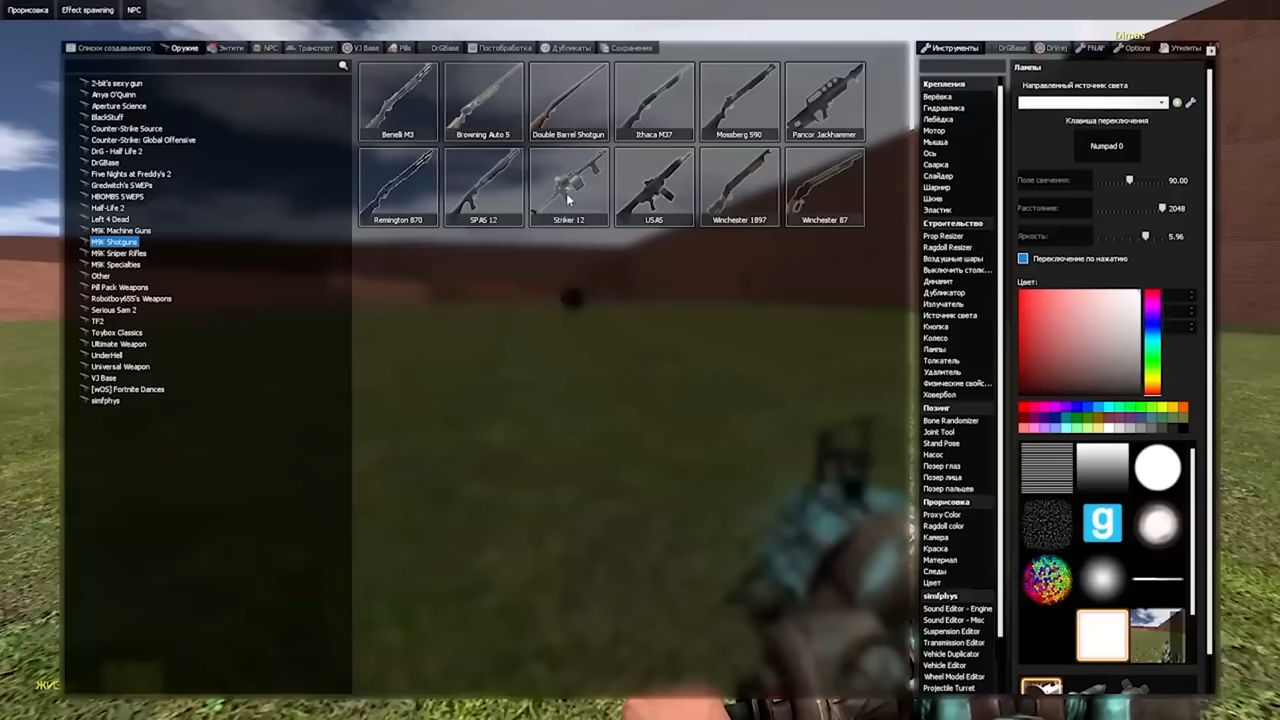 Прорисовка Effect spawning NPC
Dimas
Списки создаваемого Оружие Энтити NPC Транспорт VJ Base Pills DrGBase Постобработка Дубликаты Сохранения
Инструменты DrGBase DrVrej FNAF Options Утилиты
2-bit's sexy gun
Anya O'Quinn
Aperture Science
BlackStuff
Counter-Strike Source
Counter-Strike: Global Offensive
DrG - Half Life 2
DrGBase
Five Nights at Freddy's 2
Gredwitch's SWEPs
HBOMBS SWEPS
Half-Life 2
Left 4 Dead
M9K Machine Guns
M9K Shotguns
M9K Sniper Rifles
M9K Specialties
Other
Pill Pack Weapons
Robotboy655's Weapons
Serious Sam 2
TF2
Toybox Classics
Ultimate Weapon
UnderHell
Universal Weapon
VJ Base
[wOS] Fortnite Dances
simfphys
Benelli M3 Browning Auto 5 Double Barrel Shotgun Ithaca M37 Mossberg 590 Pancor Jackhammer
Remington 870 SPAS 12 Striker 12 USAS Winchester 1897 Winchester 87
Крепления
Верёвка
Гидравлика
Лебёдка
Мотор
Мышца
Ось
Сварка
Слайдер
Шарнир
Шкив
Эластик
Строительство
Prop Resizer
Ragdoll Resizer
Воздушные шары
Выключить столк...
Динамит
Дубликатор
Излучатель
Источник света
Кнопка
Колесо
Лампы
Толкатель
Удалитель
Физические свойс...
Ховербол
Позинг
Bone Randomizer
Joint Tool
Stand Pose
Насос
Позер глаз
Позер лица
Позер пальцев
Прорисовка
Proxy Color
Ragdoll color
Камера
Краска
Материал
Следы
Цвет
simfphys
Sound Editor - Engine
Sound Editor - Misc
Suspension Editor
Transmission Editor
Vehicle Duplicator
Vehicle Editor
Wheel Model Editor
Projectile Turret
Лампы
Направленный источник света
Клавиша переключения
Numpad 0
Поле свечения: 90.00
Расстояние: 2048
Яркость: 5.96
Переключение по нажатию
Цвет:
g
ЖИС